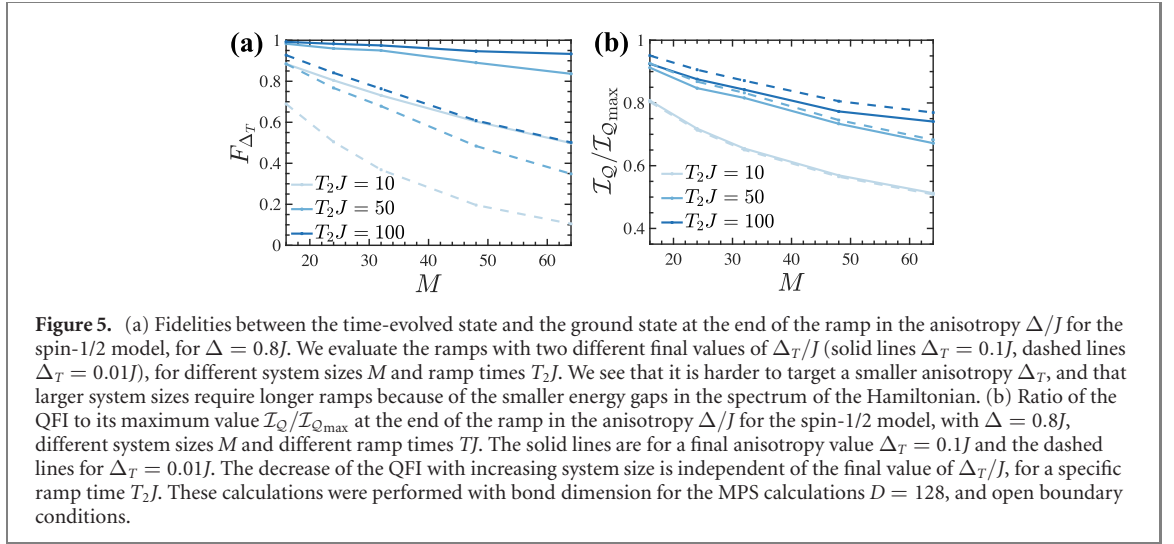 (a)
1
0.8
0.6
0.4
0.2
0
F_{Δ_T}
T₂J = 10
T₂J = 50
T₂J = 100
20 30 40 50 60
M
(b)
1
0.8
0.6
0.4
ℐ_𝒬/ℐ_{𝒬max}
T₂J = 10
T₂J = 50
T₂J = 100
20 30 40 50 60
M
Figure 5. (a) Fidelities between the time-evolved state and the ground state at the end of the ramp in the anisotropy Δ/J for the
spin-1/2 model, for Δ = 0.8J. We evaluate the ramps with two different final values of Δ_T/J (solid lines Δ_T = 0.1J, dashed lines
Δ_T = 0.01J), for different system sizes M and ramp times T₂J. We see that it is harder to target a smaller anisotropy Δ_T, and that
larger system sizes require longer ramps because of the smaller energy gaps in the spectrum of the Hamiltonian. (b) Ratio of the
QFI to its maximum value ℐ_𝒬/ℐ_{𝒬max} at the end of the ramp in the anisotropy Δ/J for the spin-1/2 model, with Δ = 0.8J,
different system sizes M and different ramp times TJ. The solid lines are for a final anisotropy value Δ_T = 0.1J and the dashed
lines for Δ_T = 0.01J. The decrease of the QFI with increasing system size is independent of the final value of Δ_T/J, for a specific
ramp time T₂J. These calculations were performed with bond dimension for the MPS calculations D = 128, and open boundary
conditions.